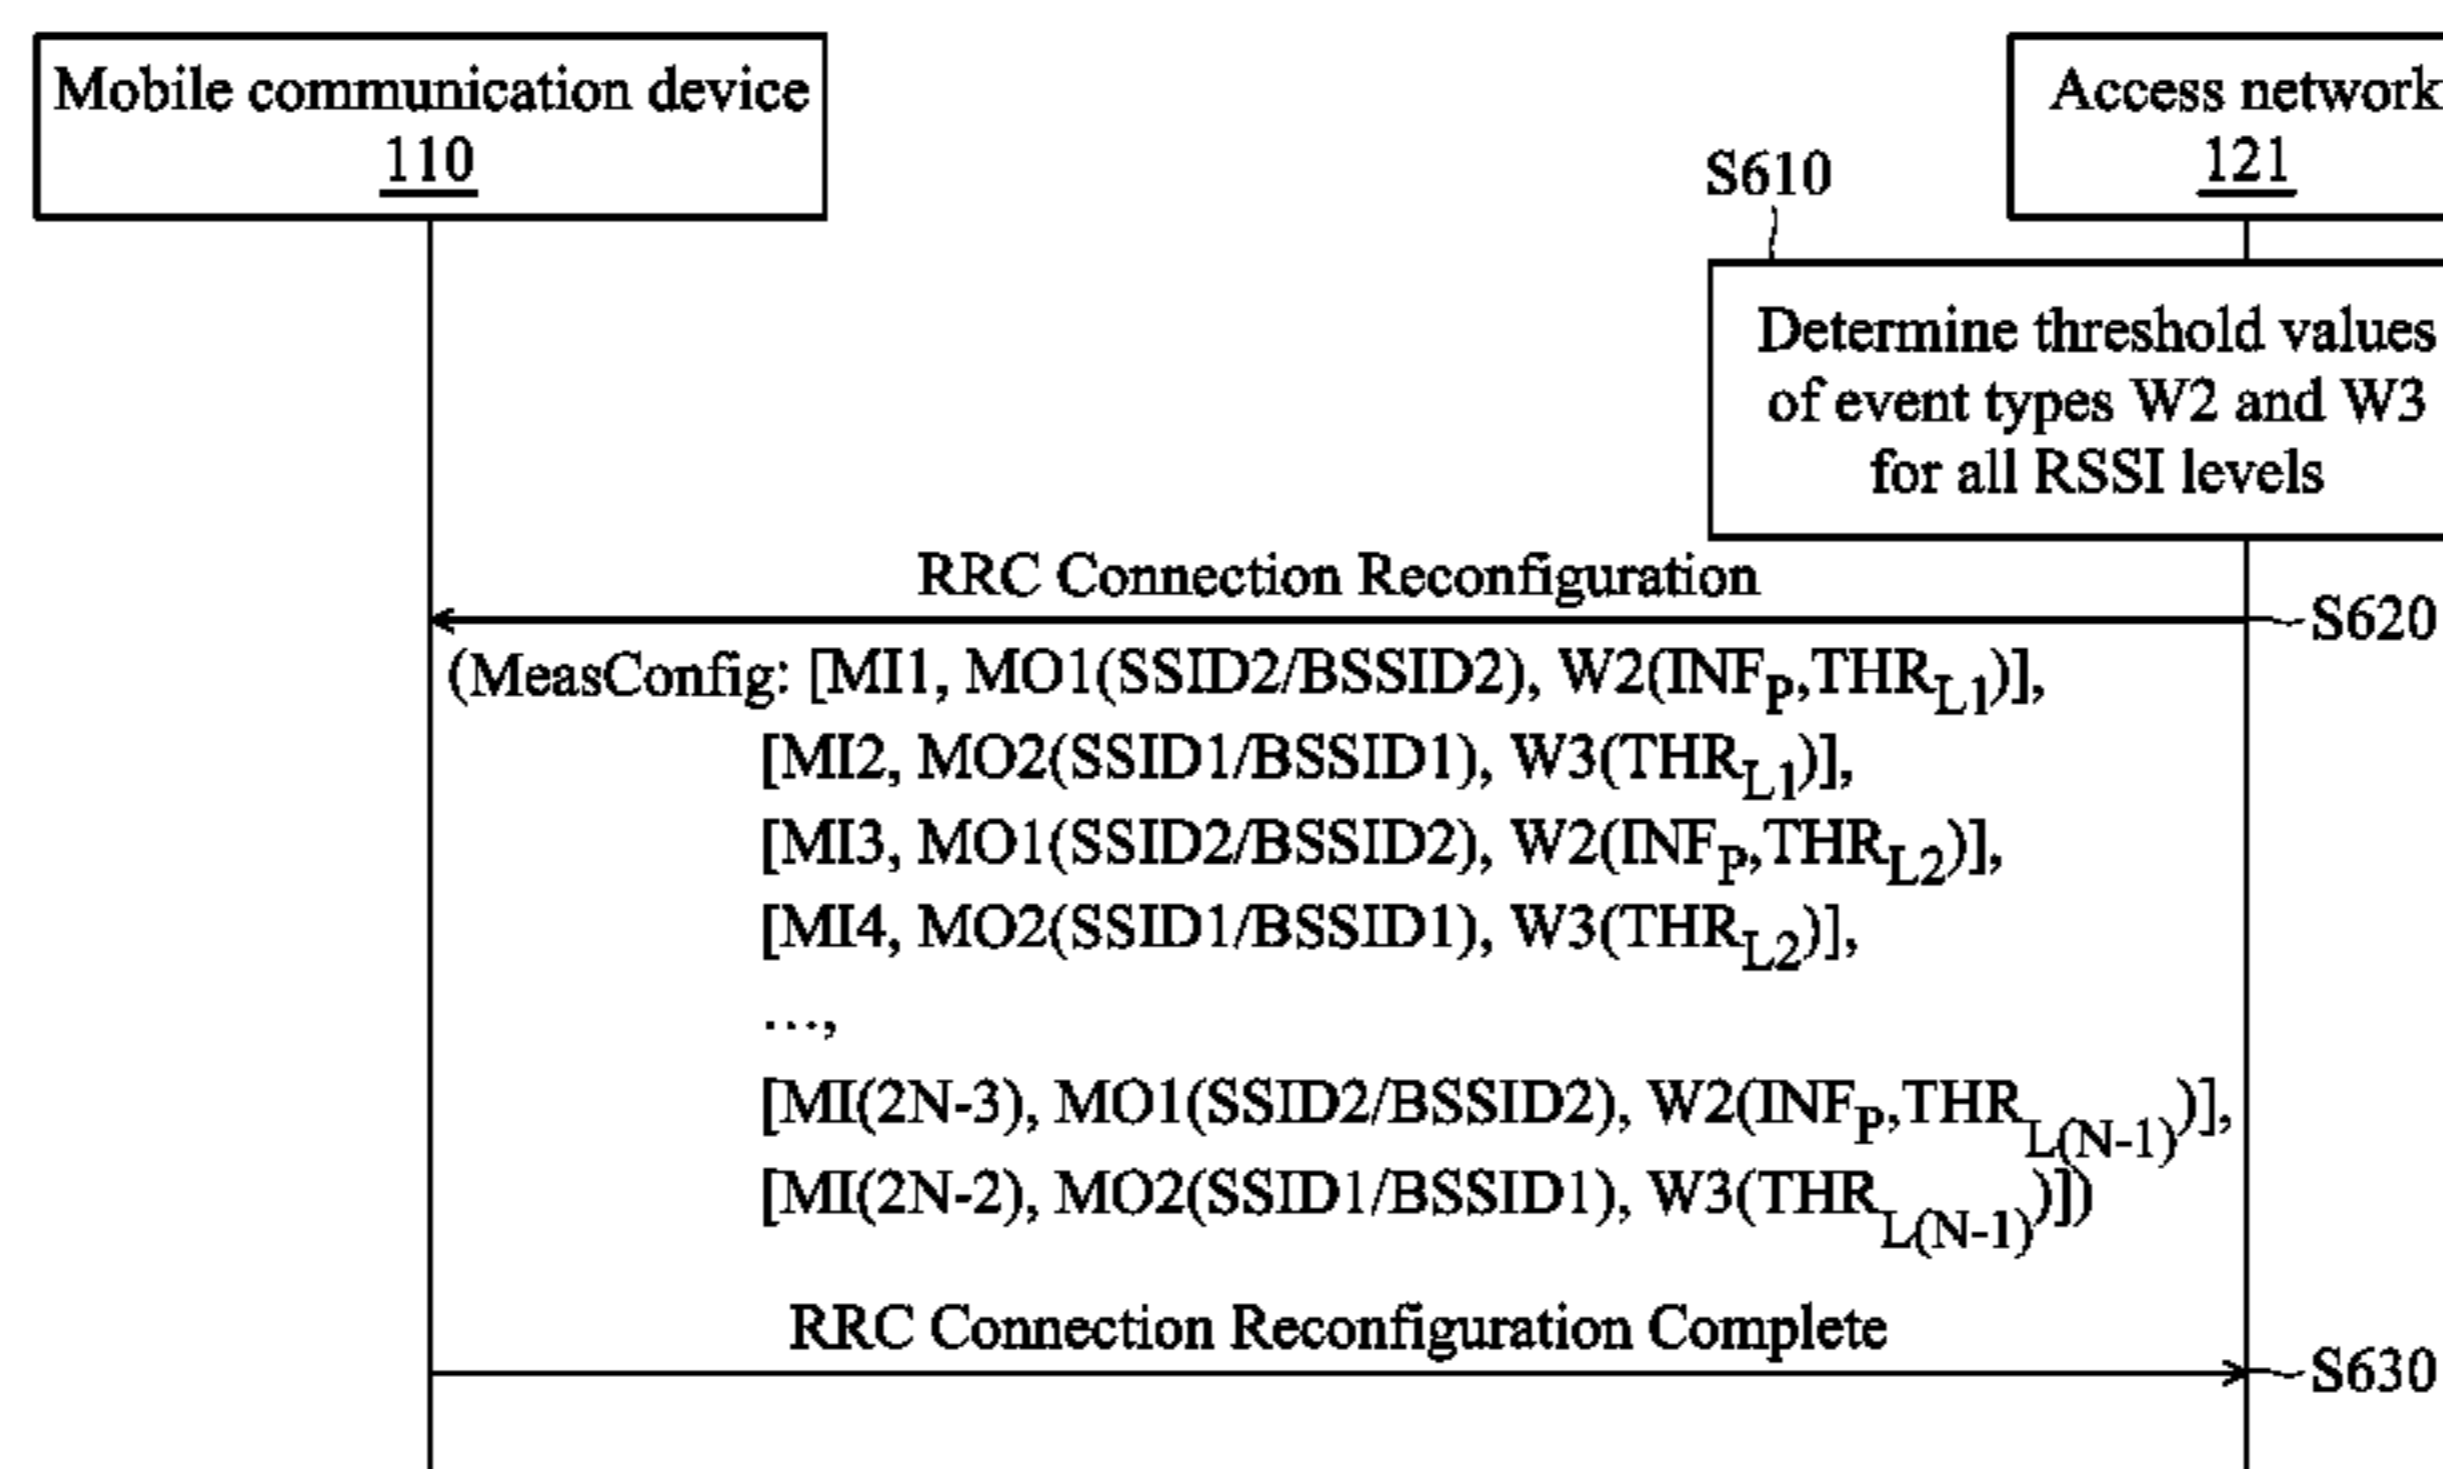 Mobile communication device
110
Access network
121
S610
Determine threshold values
of event types W2 and W3
for all RSSI levels
RRC Connection Reconfiguration
S620
(MeasConfig: [MI1, MO1(SSID2/BSSID2), W2(INFP,THRL1)],
[MI2, MO2(SSID1/BSSID1), W3(THRL1)],
[MI3, MO1(SSID2/BSSID2), W2(INFP,THRL2)],
[MI4, MO2(SSID1/BSSID1), W3(THRL2)],
...,
[MI(2N-3), MO1(SSID2/BSSID2), W2(INFP,THRL(N-1))],
[MI(2N-2), MO2(SSID1/BSSID1), W3(THRL(N-1))])
RRC Connection Reconfiguration Complete
S630